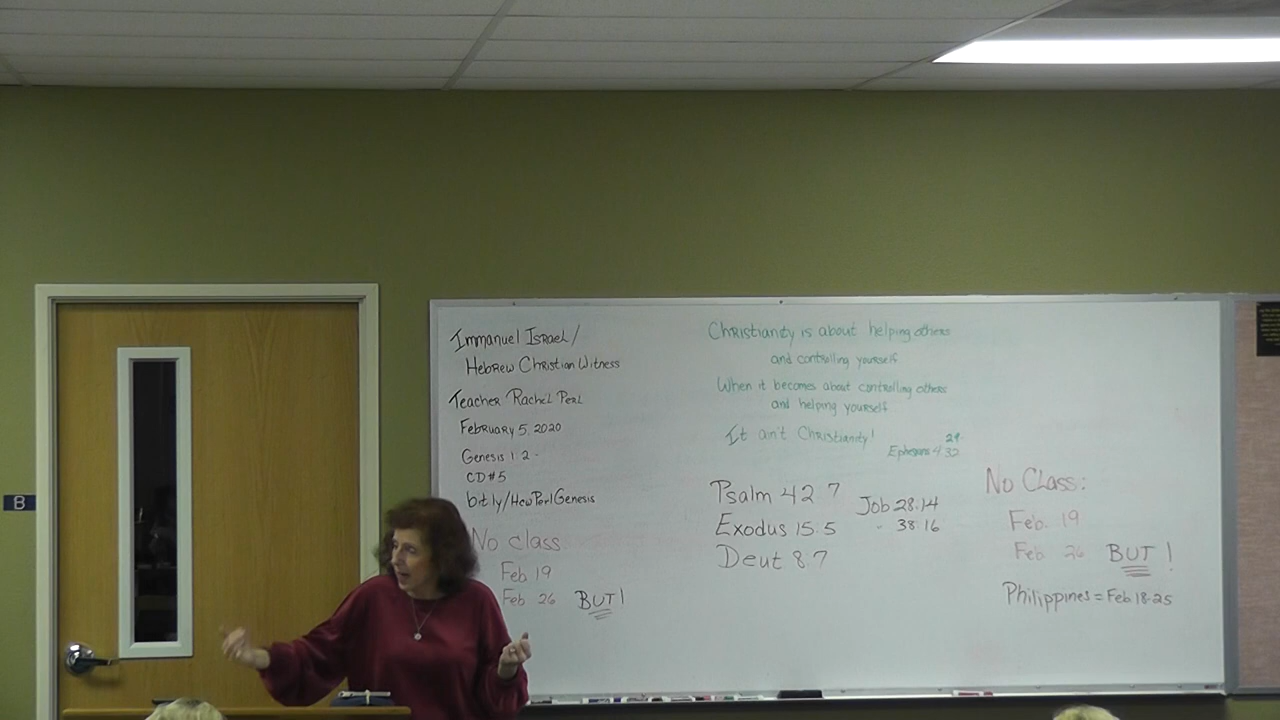 B
Immanuel Israel/
Hebrew Christian Witness
Teacher Rachel Perl
February 5, 2020
Genesis 1:2-
CD#5
bit.ly/HcwPerlGenesis
No class
Feb 19
Feb 26 BUT!
Christianity is about helping others
and controlling yourself
When it becomes about controlling others
and helping yourself
It ain't Christianity!
Ephesians 4 29-
32
Psalm 42 7
Exodus 15:5
Deut 8:7
Job 28:14
" 38:16
No Class:
Feb. 19
Feb 26 BUT!
Philippines = Feb. 18-25